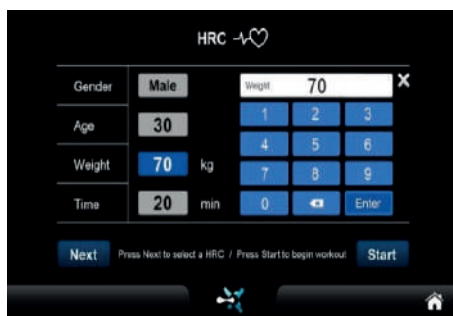 HRC
Gender Male
Weight 70
Age 30
1 2 3
4 5 6
Weight 70 kg
7 8 9
Time 20 min
0 Enter
Next Press Next to select a HRC / Press Start to begin workout Start